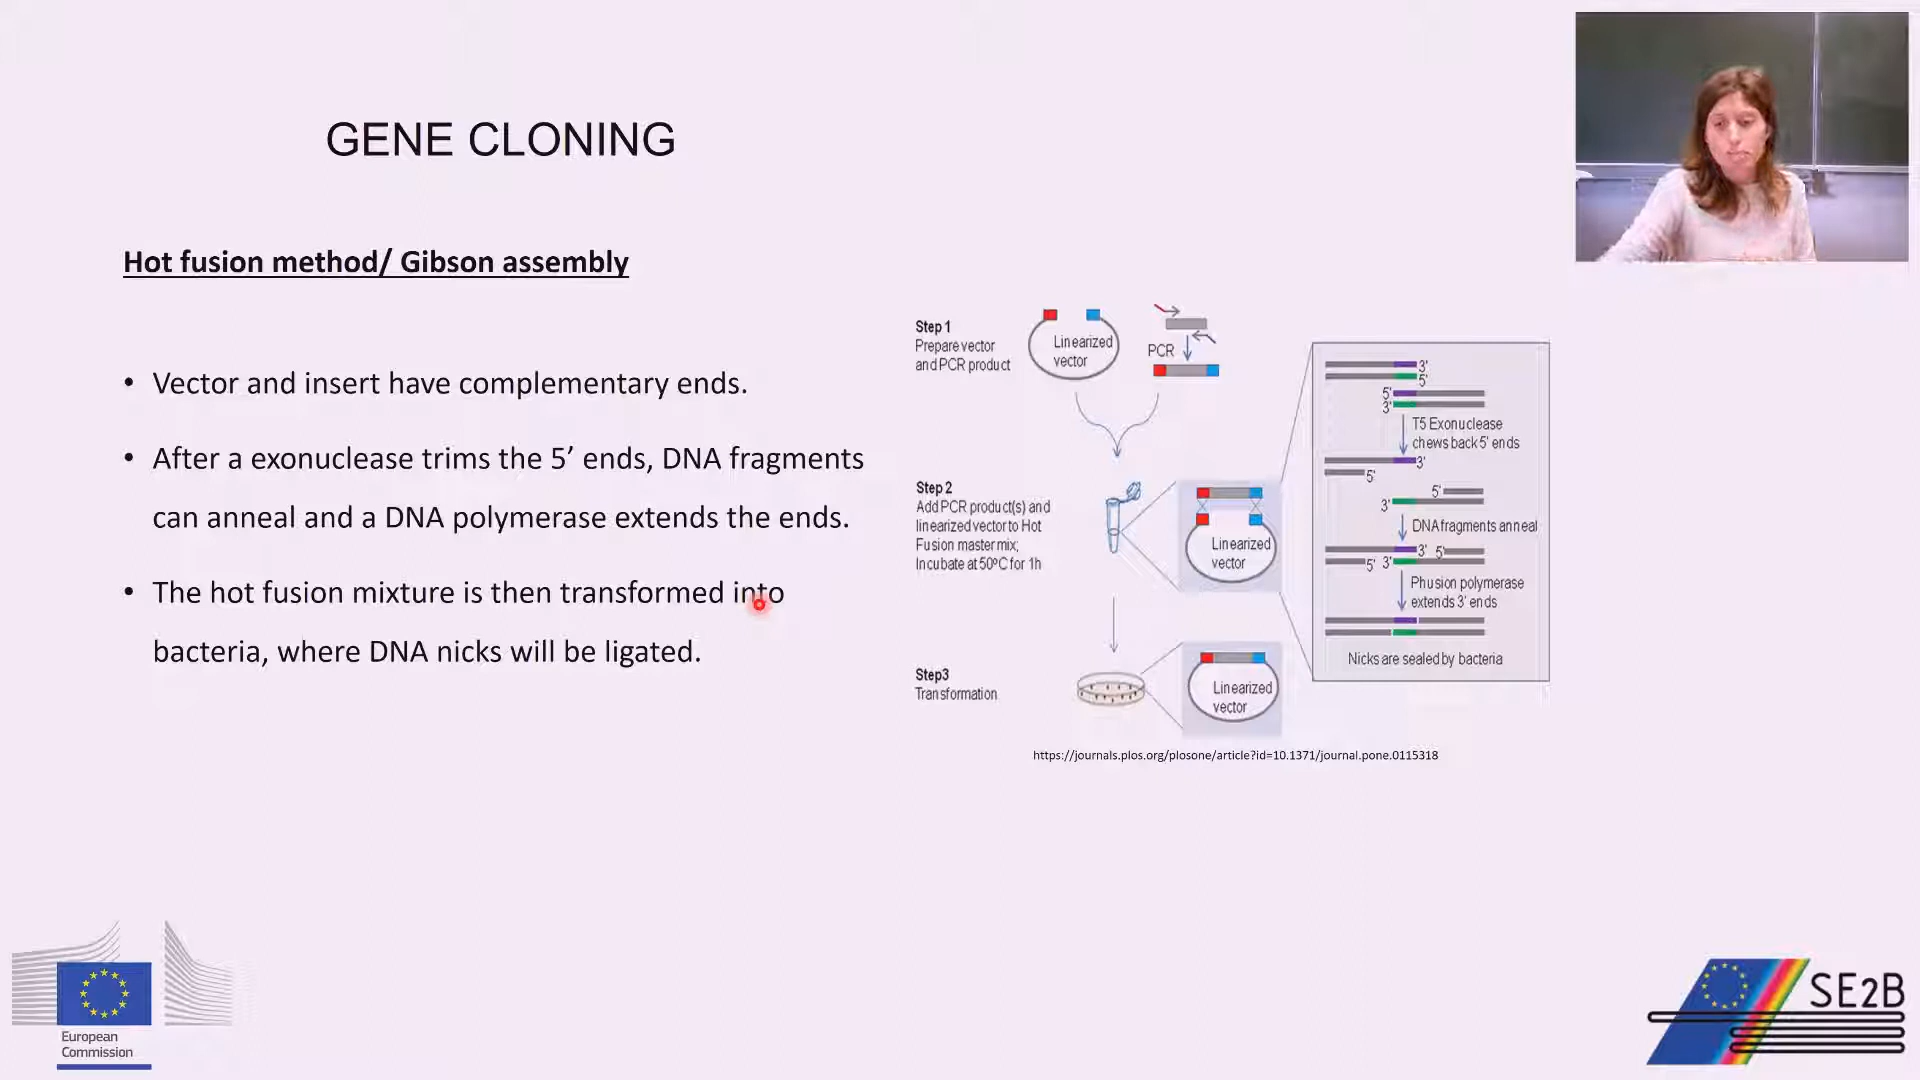 GENE CLONING
Hot fusion method/ Gibson assembly
• Vector and insert have complementary ends.
• After a exonuclease trims the 5’ ends, DNA fragments
can anneal and a DNA polymerase extends the ends.
• The hot fusion mixture is then transformed into
bacteria, where DNA nicks will be ligated.
Step 1
Prepare vector
and PCR product
Linearized
vector
PCR
Step 2
Add PCR product(s) and
linearized vector to Hot
Fusion master mix;
Incubate at 50ºC for 1h
Linearized
vector
Step3
Transformation
Linearized
vector
3'
5'
5'
3'
T5 Exonuclease
chews back 5' ends
3'
5'
5'
3'
DNA fragments anneal
3' 5'
5' 3'
Phusion polymerase
extends 3' ends
Nicks are sealed by bacteria
https://journals.plos.org/plosone/article?id=10.1371/journal.pone.0115318
European
Commission
SE2B